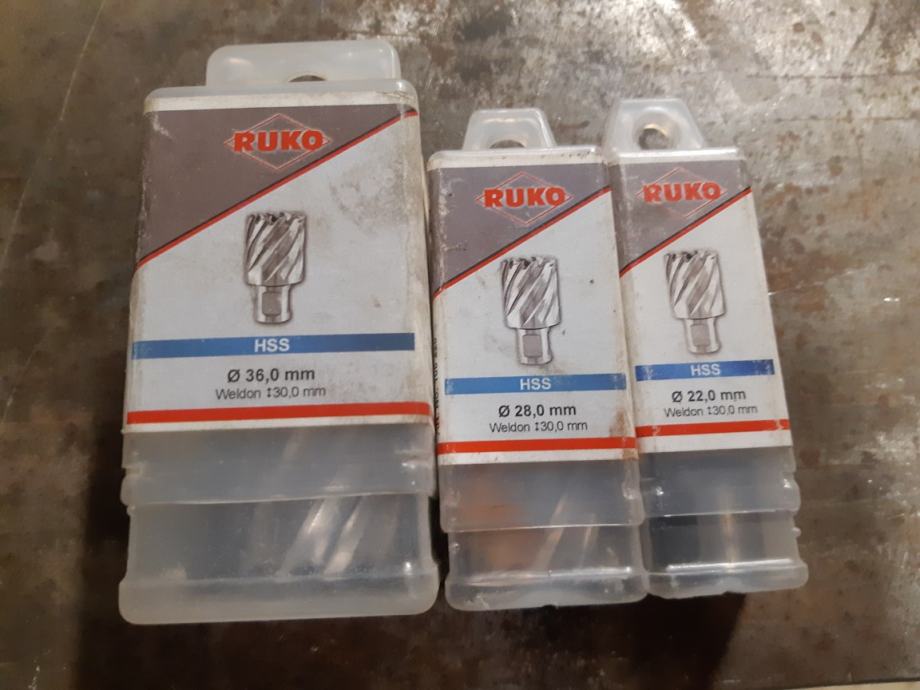 RUKO
HSS
Ø 36,0 mm
Weldon ↕30,0 mm
RUKO
HSS
Ø 28,0 mm
Weldon ↕30,0 mm
RUKO
HSS
Ø 22,0 mm
Weldon ↕30,0 mm